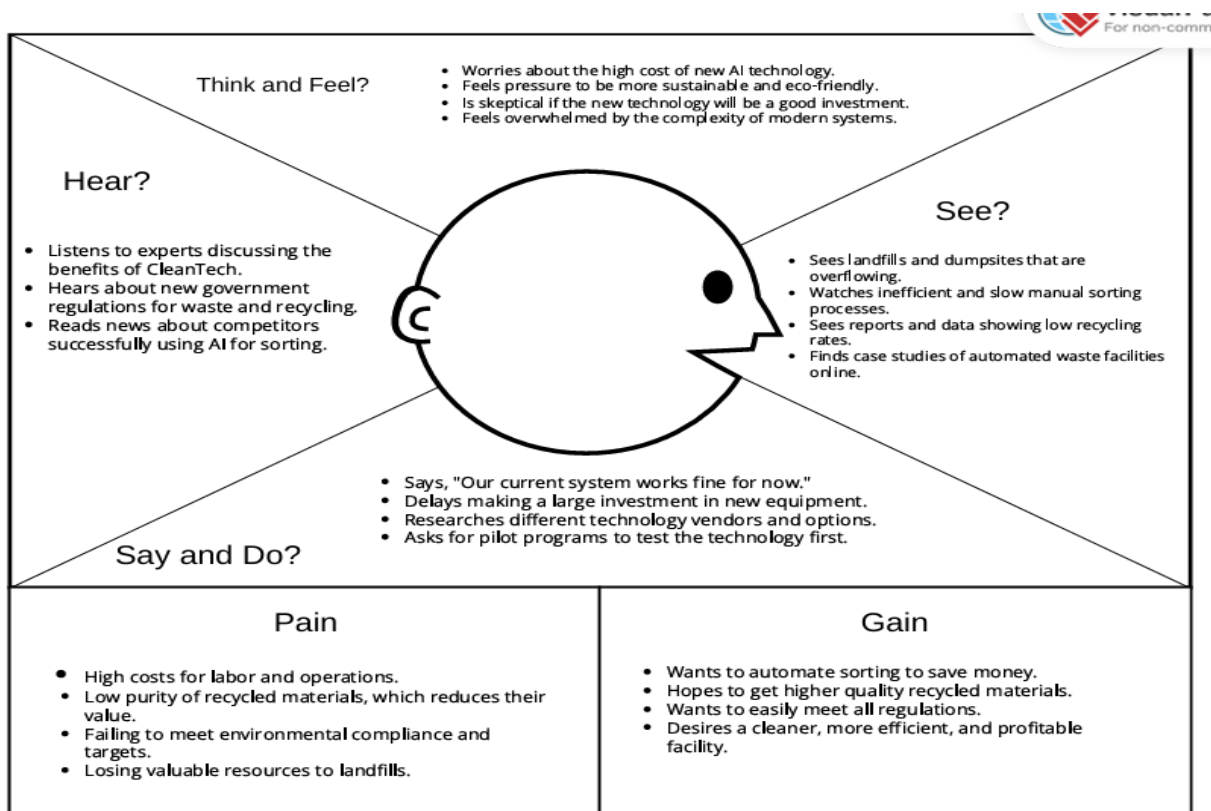 For non-comm
Think and Feel?
• Worries about the high cost of new AI technology.
• Feels pressure to be more sustainable and eco-friendly.
• Is skeptical if the new technology will be a good investment.
• Feels overwhelmed by the complexity of modern systems.
Hear?
• Listens to experts discussing the
benefits of CleanTech.
• Hears about new government
regulations for waste and recycling.
• Reads news about competitors
successfully using AI for sorting.
See?
• Sees landfills and dumpsites that are
overflowing.
• Watches inefficient and slow manual sorting
processes.
• Sees reports and data showing low recycling
rates.
• Finds case studies of automated waste facilities
online.
• Says, "Our current system works fine for now."
• Delays making a large investment in new equipment.
• Researches different technology vendors and options.
• Asks for pilot programs to test the technology first.
Say and Do?
Pain
• High costs for labor and operations.
• Low purity of recycled materials, which reduces their
value.
• Failing to meet environmental compliance and
targets.
• Losing valuable resources to landfills.
Gain
• Wants to automate sorting to save money.
• Hopes to get higher quality recycled materials.
• Wants to easily meet all regulations.
• Desires a cleaner, more efficient, and profitable
facility.